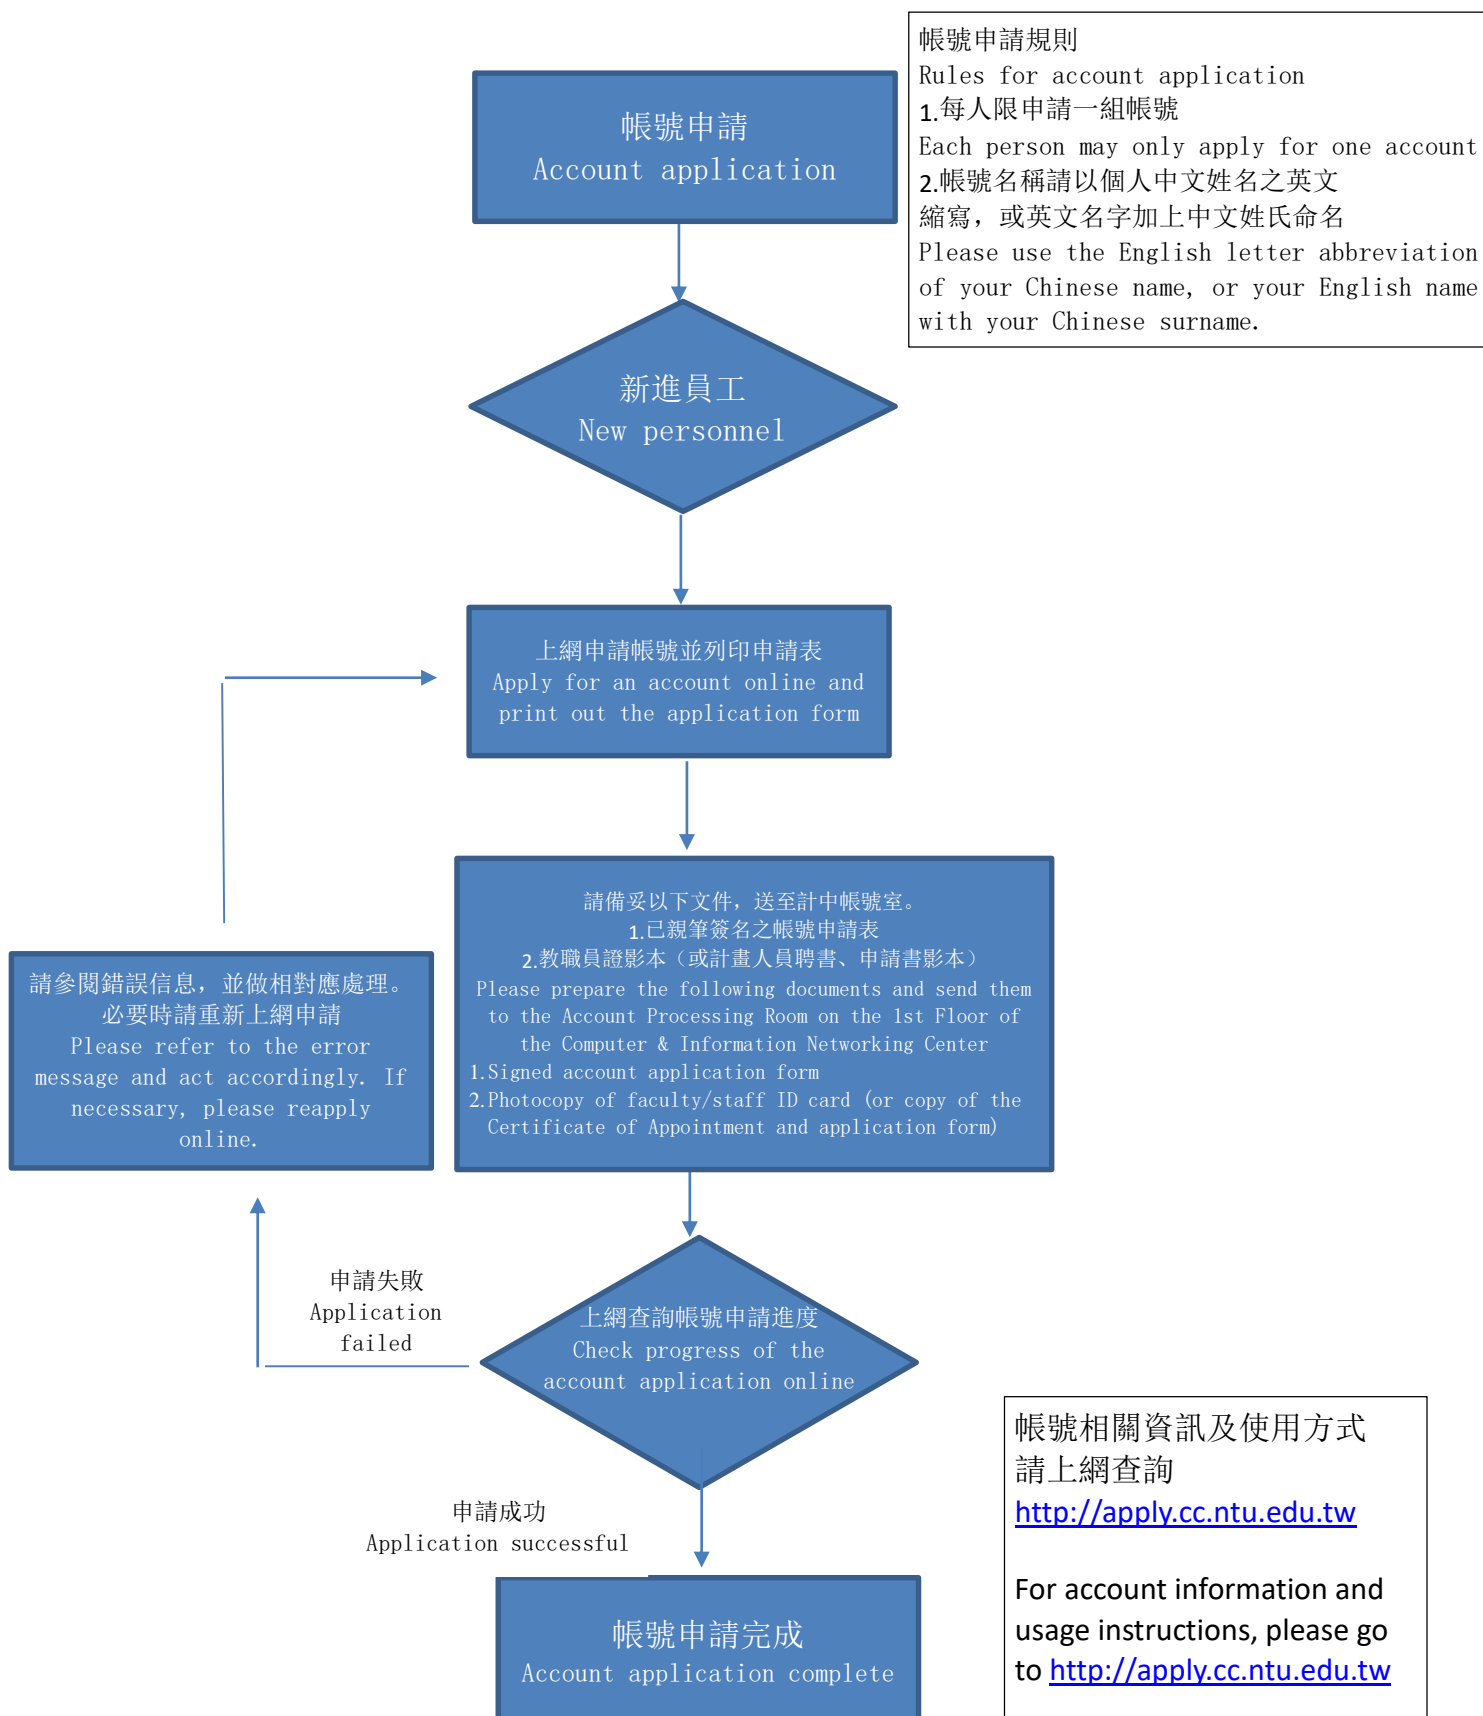 帳號申請規則
Rules for account application
1.每人限申請一組帳號
Each person may only apply for one account
2.帳號名稱請以個人中文姓名之英文
縮寫，或英文名字加上中文姓氏命名
Please use the English letter abbreviation
of your Chinese name, or your English name
with your Chinese surname.
帳號申請
Account application
新進員工
New personnel
上網申請帳號並列印申請表
Apply for an account online and
print out the application form
請備妥以下文件，送至計中帳號室。
1.已親筆簽名之帳號申請表
2.教職員證影本（或計畫人員聘書、申請書影本）
Please prepare the following documents and send them
to the Account Processing Room on the 1st Floor of
the Computer & Information Networking Center
1.Signed account application form
2.Photocopy of faculty/staff ID card (or copy of the
Certificate of Appointment and application form)
請參閱錯誤信息，並做相對應處理。
必要時請重新上網申請
Please refer to the error
message and act accordingly. If
necessary, please reapply
online.
申請失敗
Application
failed
上網查詢帳號申請進度
Check progress of the
account application online
申請成功
Application successful
帳號申請完成
Account application complete
帳號相關資訊及使用方式
請上網查詢
http://apply.cc.ntu.edu.tw
For account information and
usage instructions, please go
to http://apply.cc.ntu.edu.tw